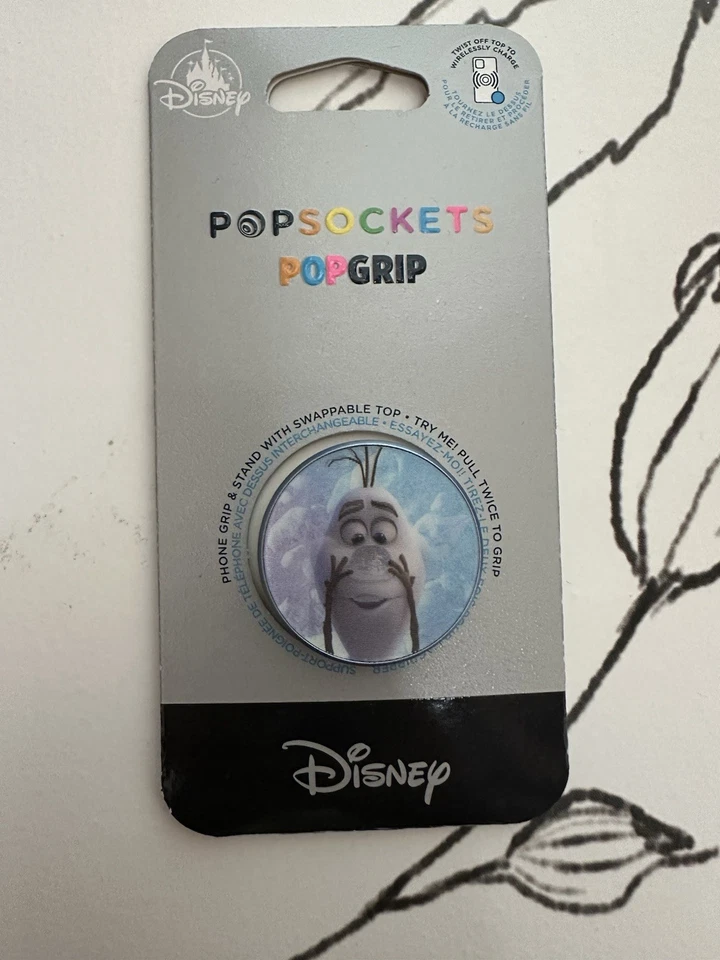 Disney
TWIST OFF TOP TO
WIRELESSLY CHARGE
TOURNEZ LE DESSUS
POUR LE RETIRER ET PROCÉDER
À LA RECHARGE SANS FIL
POPSOCKETS
POPGRIP
PHONE GRIP & STAND WITH SWAPPABLE TOP • TRY ME! PULL TWICE TO GRIP
SUPPORT-POIGNÉE DE TÉLÉPHONE AVEC DESSUS INTERCHANGEABLE • ESSAYEZ-MOI! TIREZ-LE DEUX
Disney